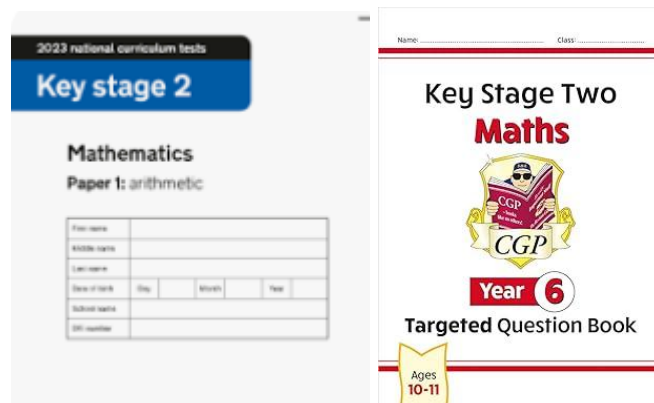 2023 national curriculum tests
Key stage 2
Mathematics
Paper 1: arithmetic
First name
Middle name
Last name
Date of birth Day Month Year
School name
DfE number
Name: Class:
Key Stage Two
Maths
CGP
CGP
Year 6
Targeted Question Book
Ages
10-11